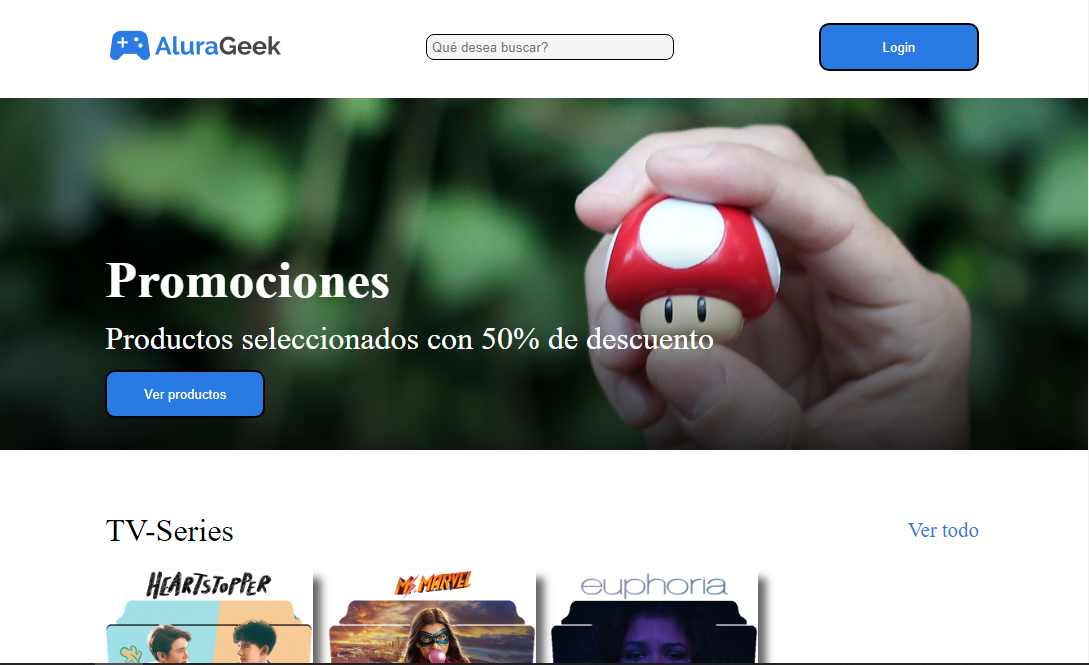 AluraGeek
Qué desea buscar?
Login
Promociones
Productos seleccionados con 50% de descuento
Ver productos
TV-Series
Ver todo
HEARTSTOPPER
MS. MARVEL
euphoria